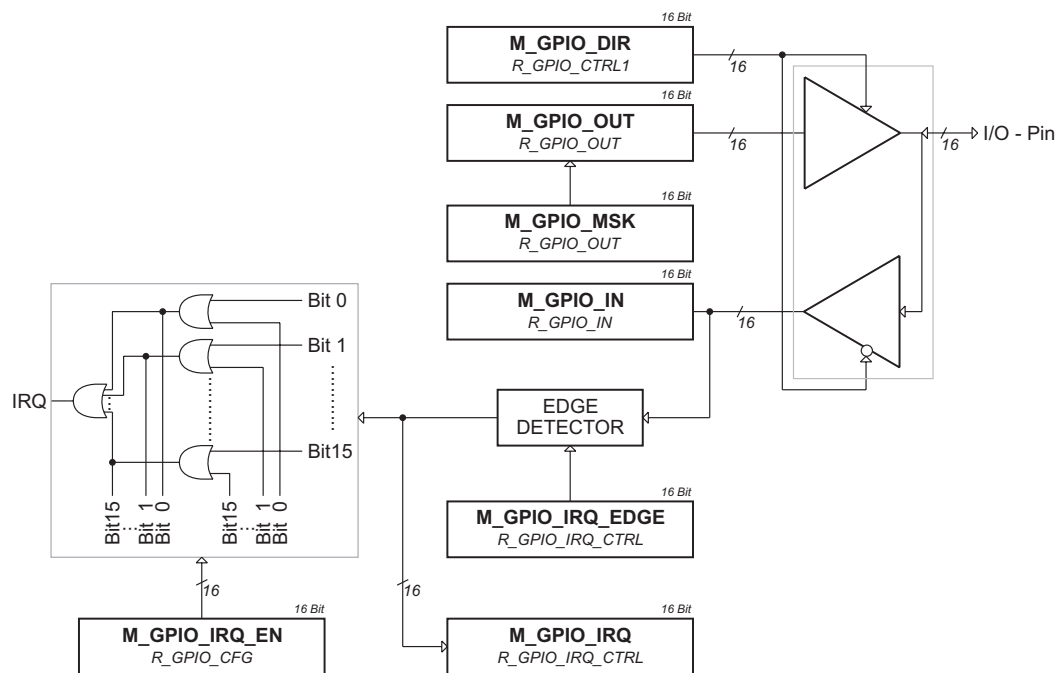 16 Bit
M_GPIO_DIR
R_GPIO_CTRL1
16
16 Bit
M_GPIO_OUT
R_GPIO_OUT
16
16
I/O - Pin
16 Bit
M_GPIO_MSK
R_GPIO_OUT
16 Bit
M_GPIO_IN
R_GPIO_IN
16
Bit 0
Bit 1
IRQ
Bit15
Bit15
Bit 1
Bit 0
Bit15
Bit 1
Bit 0
EDGE
DETECTOR
16 Bit
M_GPIO_IRQ_EDGE
R_GPIO_IRQ_CTRL
16
16
16 Bit
M_GPIO_IRQ_EN
R_GPIO_CFG
16 Bit
M_GPIO_IRQ
R_GPIO_IRQ_CTRL